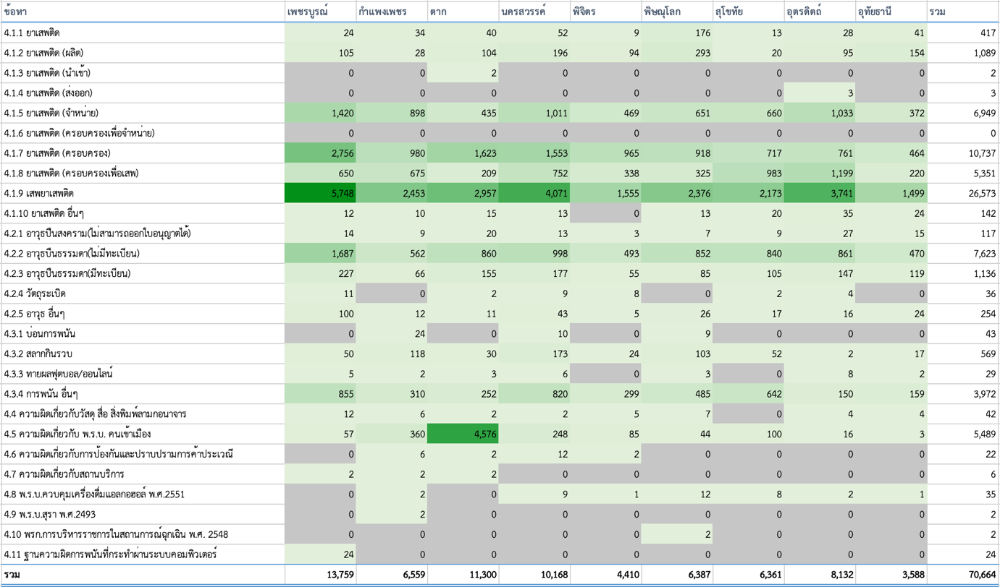 ข้อหา เพชรบูรณ์ กำแพงเพชร ตาก นครสวรรค์ พิจิตร พิษณุโลก สุโขทัย อุตรดิตถ์ อุทัยธานี รวม
4.1.1 ยาเสพติด 24 34 40 52 9 176 13 28 41 417
4.1.2 ยาเสพติด (ผลิต) 105 28 104 196 94 293 20 95 154 1,089
4.1.3 ยาเสพติด (นำเข้า) 0 0 2 0 0 0 0 0 0 2
4.1.4 ยาเสพติด (ส่งออก) 0 0 0 0 0 0 0 3 0 3
4.1.5 ยาเสพติด (จำหน่าย) 1,420 898 435 1,011 469 651 660 1,033 372 6,949
4.1.6 ยาเสพติด (ครอบครองเพื่อจำหน่าย) 0 0 0 0 0 0 0 0 0 0
4.1.7 ยาเสพติด (ครอบครอง) 2,756 980 1,623 1,553 965 918 717 761 464 10,737
4.1.8 ยาเสพติด (ครอบครองเพื่อเสพ) 650 675 209 752 338 325 983 1,199 220 5,351
4.1.9 เสพยาเสพติด 5,748 2,453 2,957 4,071 1,555 2,376 2,173 3,741 1,499 26,573
4.1.10 ยาเสพติด อื่นๆ 12 10 15 13 0 13 20 35 24 142
4.2.1 อาวุธปืนสงคราม(ไม่สามารถออกใบอนุญาตได้) 14 9 20 13 3 7 9 27 15 117
4.2.2 อาวุธปืนธรรมดา(ไม่มีทะเบียน) 1,687 562 860 998 493 852 840 861 470 7,623
4.2.3 อาวุธปืนธรรมดา(มีทะเบียน) 227 66 155 177 55 85 105 147 119 1,136
4.2.4 วัตถุระเบิด 11 0 2 9 8 0 2 4 0 36
4.2.5 อาวุธ อื่นๆ 100 12 11 43 5 26 17 16 24 254
4.3.1 บ่อนการพนัน 0 24 0 10 0 9 0 0 0 43
4.3.2 สลากกินรวบ 50 118 30 173 24 103 52 2 17 569
4.3.3 ทายผลฟุตบอล/ออนไลน์ 5 2 3 6 0 3 0 8 2 29
4.3.4 การพนัน อื่นๆ 855 310 252 820 299 485 642 150 159 3,972
4.4 ความผิดเกี่ยวกับวัสดุ สื่อ สิ่งพิมพ์ลามกอนาจาร 12 6 2 2 5 7 0 4 4 42
4.5 ความผิดเกี่ยวกับ พ.ร.บ. คนเข้าเมือง 57 360 4,576 248 85 44 100 16 3 5,489
4.6 ความผิดเกี่ยวกับการป้องกันและปราบปรามการค้าประเวณี 0 6 2 12 2 0 0 0 0 22
4.7 ความผิดเกี่ยวกับสถานบริการ 2 2 2 0 0 0 0 0 0 6
4.8 พ.ร.บ.ควบคุมเครื่องดื่มแอลกอฮอล์ พ.ศ.2551 0 2 0 9 1 12 8 2 1 35
4.9 พ.ร.บ.สุรา พ.ศ.2493 0 2 0 0 0 0 0 0 0 2
4.10 พรก.การบริหารราชการในสถานการณ์ฉุกเฉิน พ.ศ. 2548 0 0 0 0 0 2 0 0 0 2
4.11 ฐานความผิดการพนันที่กระทำผ่านระบบคอมพิวเตอร์ 24 0 0 0 0 0 0 0 0 24
รวม 13,759 6,559 11,300 10,168 4,410 6,387 6,361 8,132 3,588 70,664